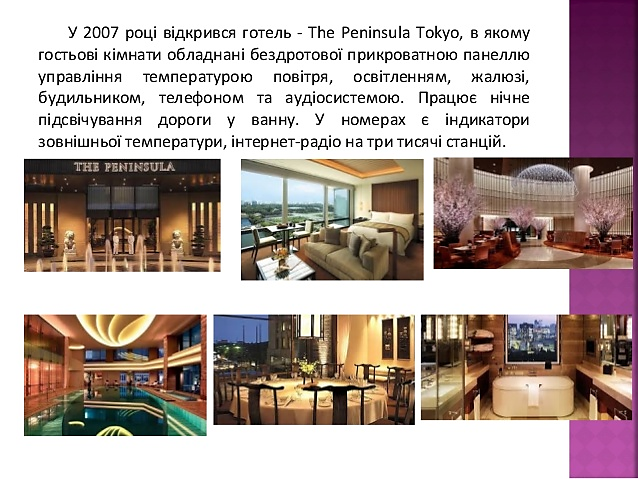 У 2007 році відкрився готель - The Peninsula Tokyo, в якому
гостьові кімнати обладнані бездротової прикроватною панеллю
управління температурою повітря, освітленням, жалюзі,
будильником, телефоном та аудіосистемою. Працює нічне
підсвічування дороги у ванну. У номерах є індикатори
зовнішньої температури, інтернет-радіо на три тисячі станцій.
THE PENINSULA